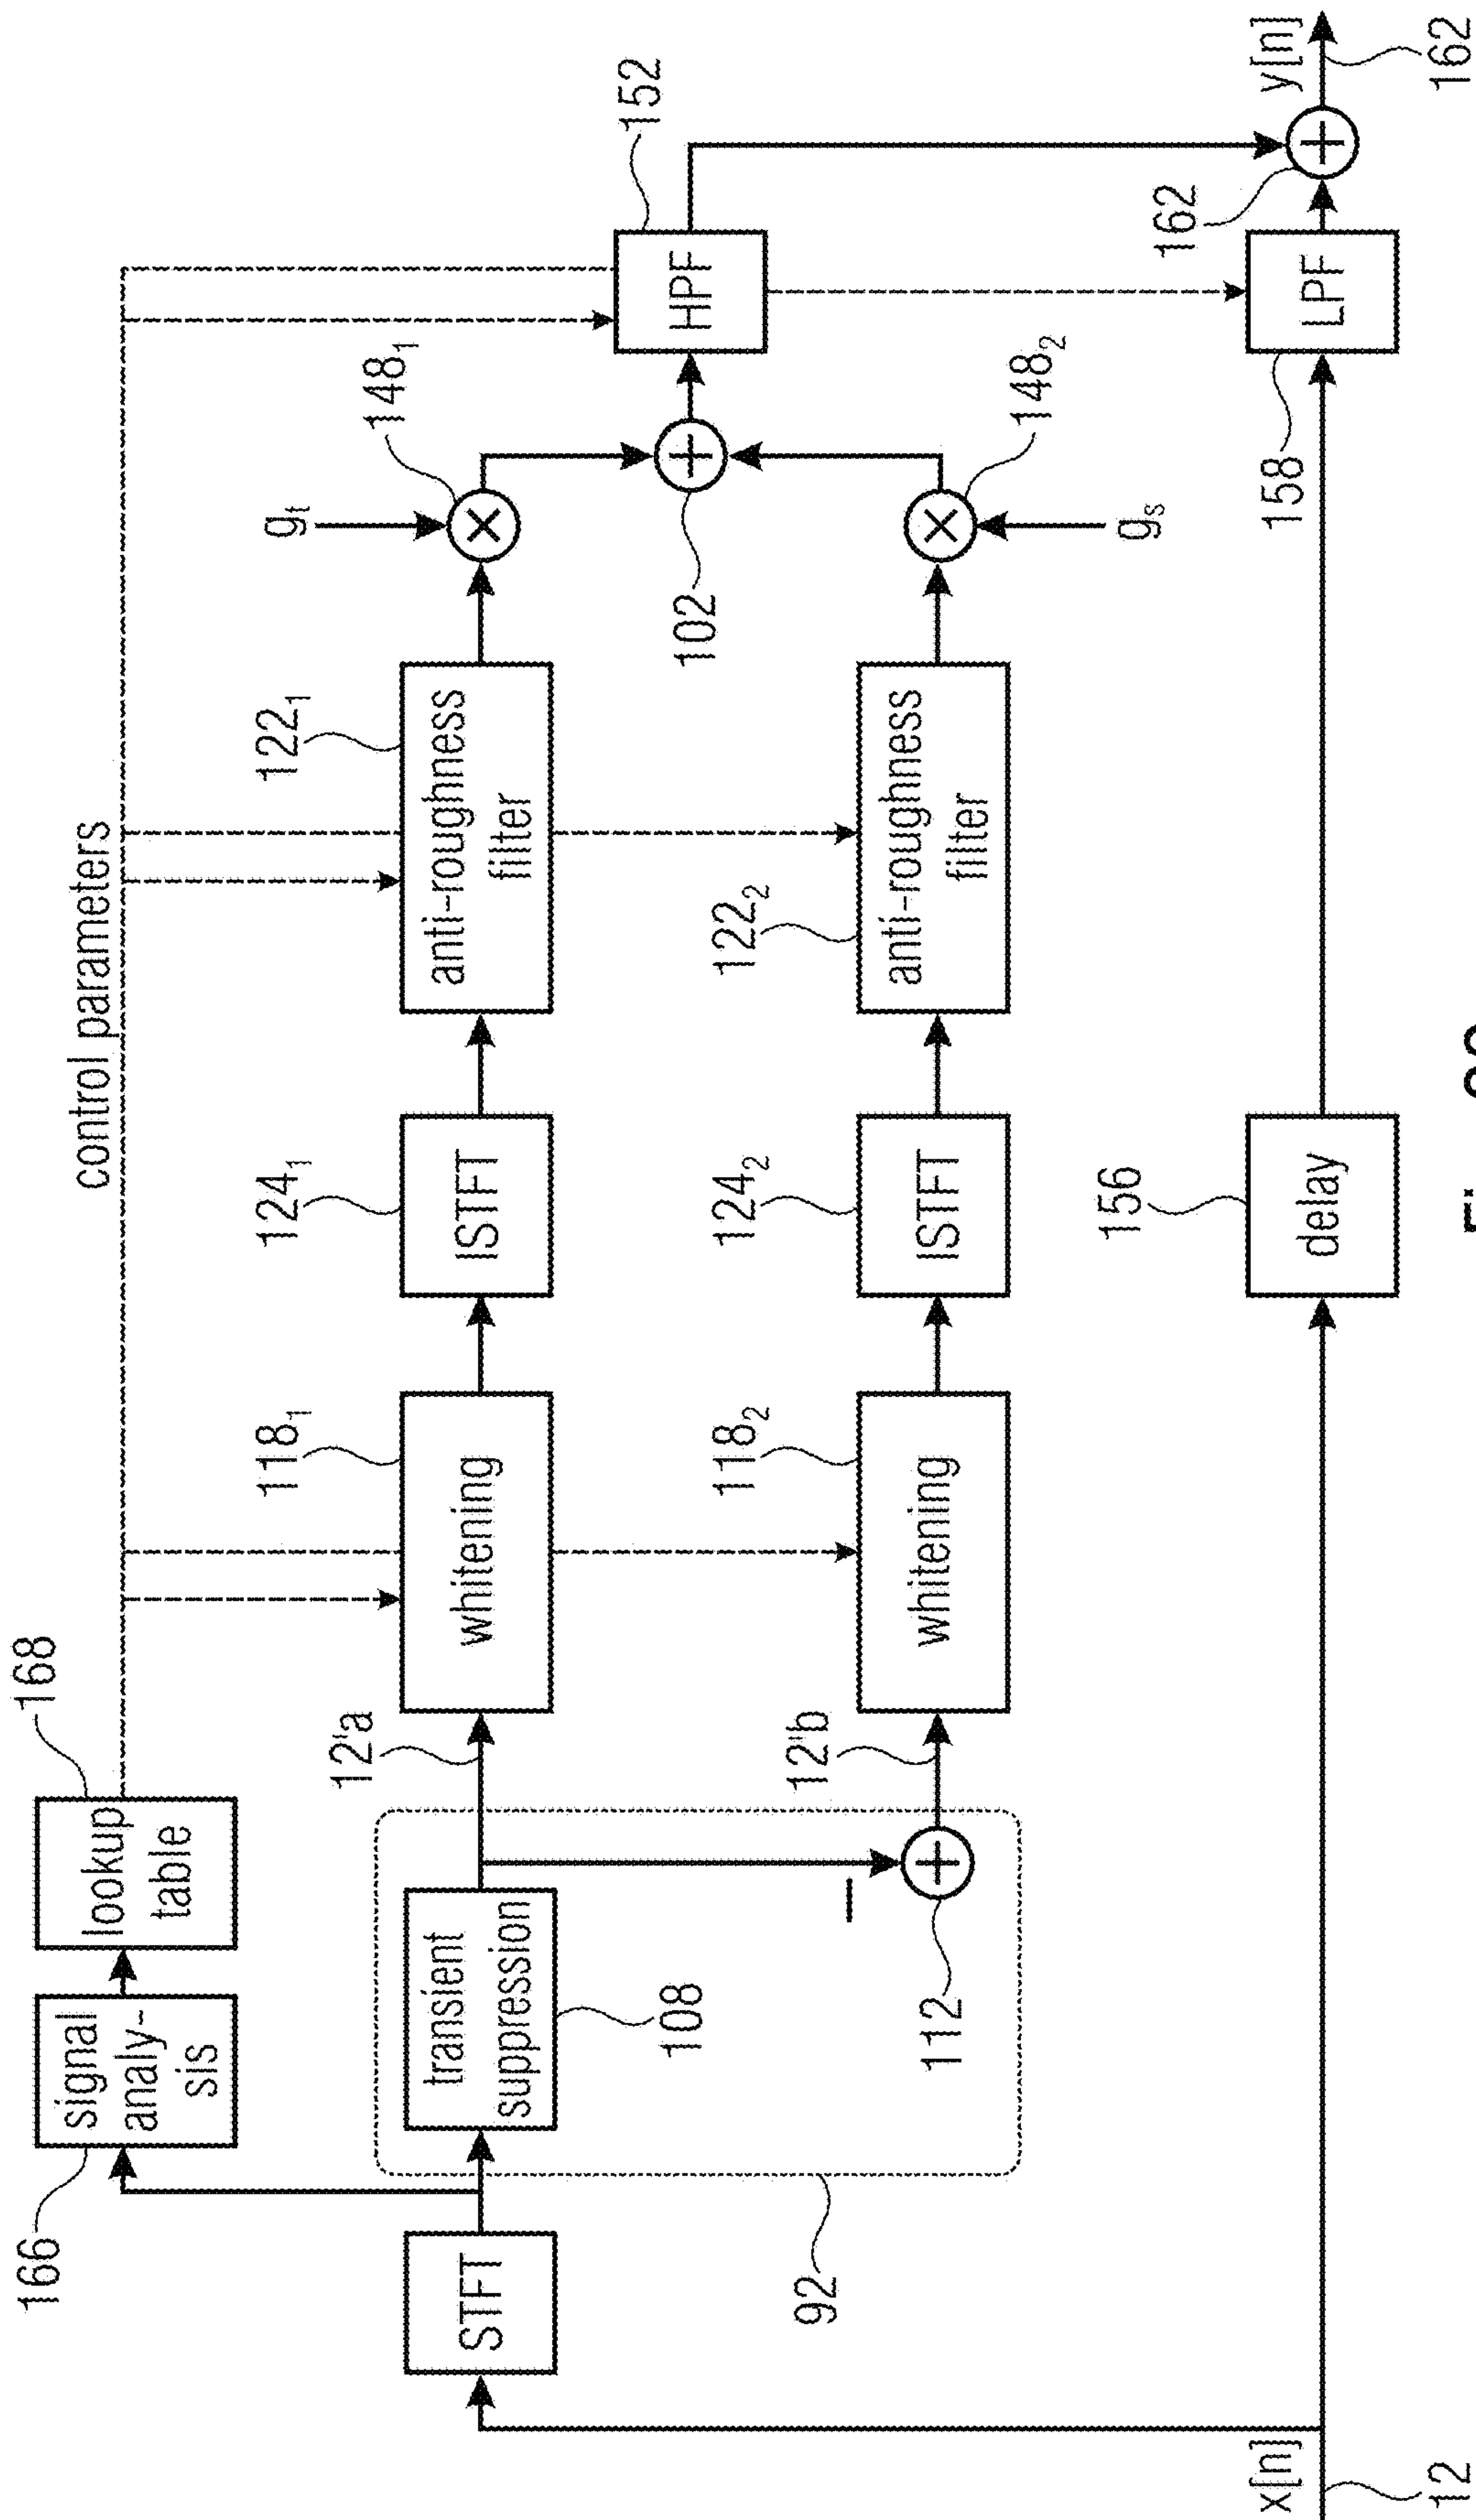 166
168
signal
analy-
sis
lookup
table
control parameters
STFT
transient
suppression
108
92
112
12'a
12'b
118₁
whitening
118₂
whitening
124₁
ISTFT
124₂
ISTFT
122₁
anti-roughness
filter
122₂
anti-roughness
filter
gₜ
148₁
102
148₂
gₛ
HPF
152
x[n]
12
156
delay
158
LPF
162
y[n]
162